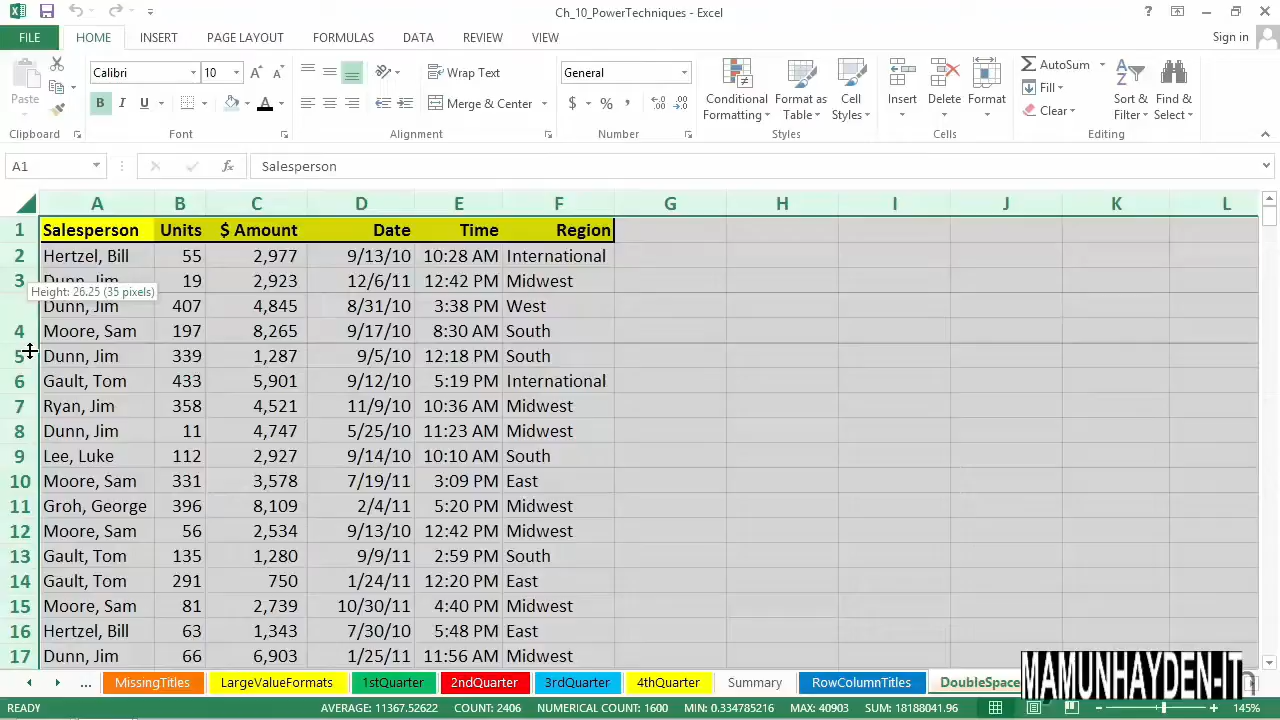 Ch_10_PowerTechniques - Excel
FILE HOME INSERT PAGE LAYOUT FORMULAS DATA REVIEW VIEW Sign in
Paste Calibri 10 A A Wrap Text General Conditional Formatting Format as Table Cell Styles Insert Delete Format AutoSum Fill Clear Sort & Filter Find & Select
B I U A Merge & Center $ % ,
Clipboard Font Alignment Number Styles Cells Editing
A1 fx Salesperson
A B C D E F G H I J K L
1 Salesperson Units $ Amount Date Time Region
2 Hertzel, Bill 55 2,977 9/13/10 10:28 AM International
3 Dunn, Jim 19 2,923 12/6/11 12:42 PM Midwest
Height: 26.25 (35 pixels)
Dunn, Jim 407 4,845 8/31/10 3:38 PM West
4 Moore, Sam 197 8,265 9/17/10 8:30 AM South
5 Dunn, Jim 339 1,287 9/5/10 12:18 PM South
6 Gault, Tom 433 5,901 9/12/10 5:19 PM International
7 Ryan, Jim 358 4,521 11/9/10 10:36 AM Midwest
8 Dunn, Jim 11 4,747 5/25/10 11:23 AM Midwest
9 Lee, Luke 112 2,927 9/14/10 10:10 AM South
10 Moore, Sam 331 3,578 7/19/11 3:09 PM East
11 Groh, George 396 8,109 2/4/11 5:20 PM Midwest
12 Moore, Sam 56 2,534 9/13/10 12:42 PM Midwest
13 Gault, Tom 135 1,280 9/9/11 2:59 PM South
14 Gault, Tom 291 750 1/24/11 12:20 PM East
15 Moore, Sam 81 2,739 10/30/11 4:40 PM Midwest
16 Hertzel, Bill 63 1,343 7/30/10 5:48 PM East
17 Dunn, Jim 66 6,903 1/25/11 11:56 AM Midwest
... MissingTitles LargeValueFormats 1stQuarter 2ndQuarter 3rdQuarter 4thQuarter Summary RowColumnTitles DoubleSpace
MAMUNHAYDEN-IT
READY AVERAGE: 11367.52622 COUNT: 2406 NUMERICAL COUNT: 1600 MIN: 0.334785216 MAX: 40903 SUM: 18188041.96 145%